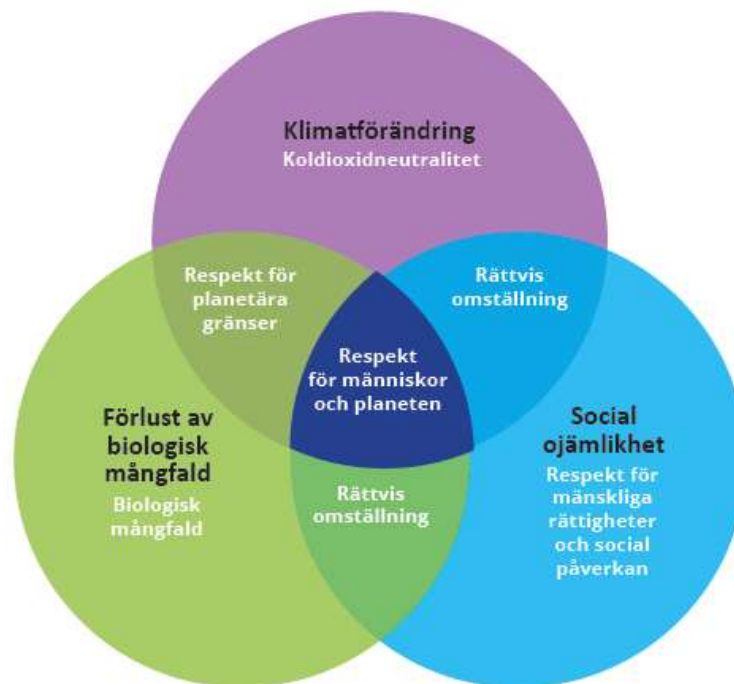 Klimatförändring
Koldioxidneutralitet
Respekt för
planetära
gränser
Rättvis
omställning
Respekt
för människor
och planeten
Förlust av
biologisk
mångfald
Biologisk
mångfald
Rättvis
omställning
Social
ojämlikhet
Respekt för
mänskliga
rättigheter
och social
påverkan